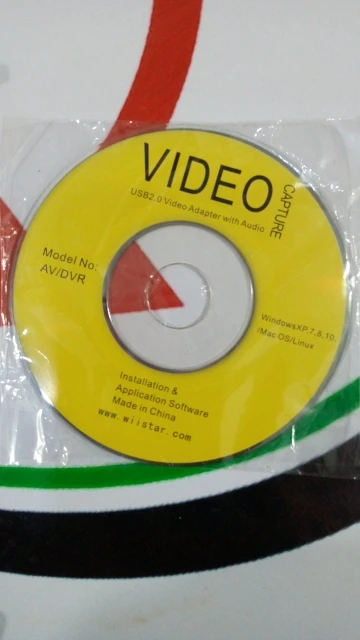 VIDEO
CAPTURE
USB2.0 Video Adapter with Audio
Model No:
AV/DVR
WindowsXP,7,8,10,
/Mac OS/Linux
Installation &
Application Software
Made in China
www.wiistar.com